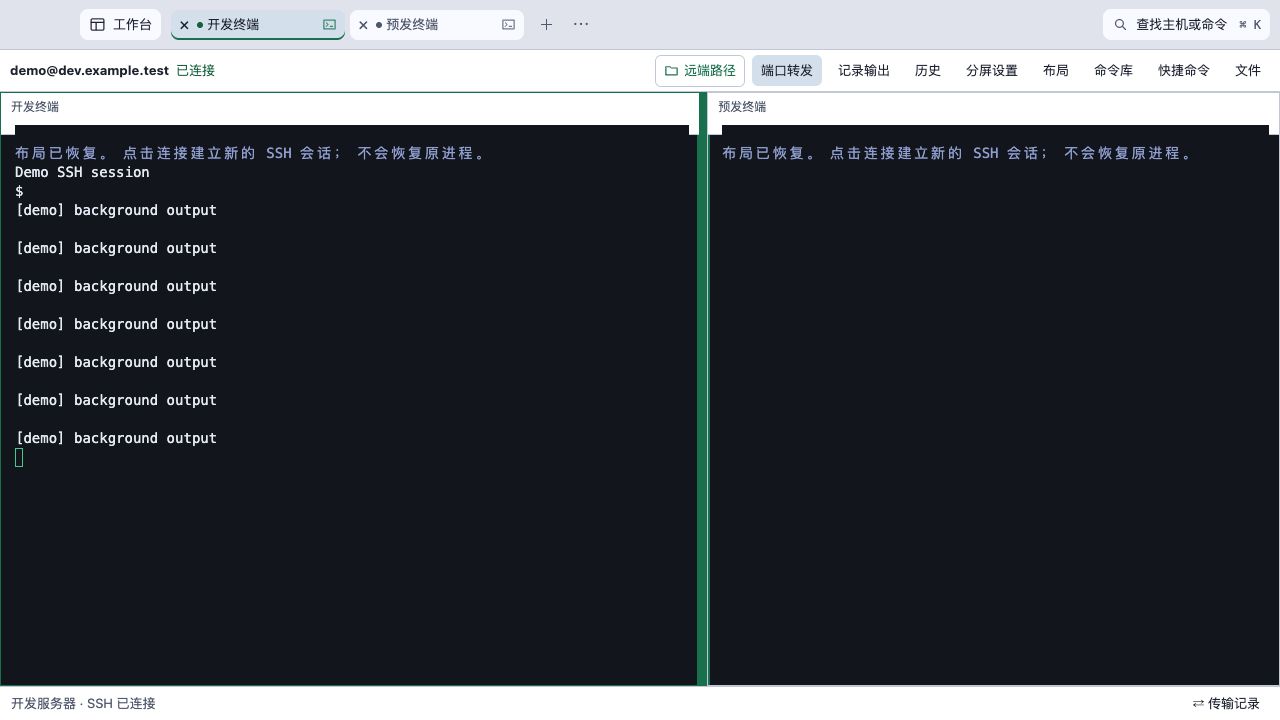 工作台
开发终端
预发终端
查找主机或命令 ⌘ K
demo@dev.example.test 已连接
远端路径 端口转发 记录输出 历史 分屏设置 布局 命令库 快捷命令 文件
开发终端
布局已恢复。 点击连接建立新的 SSH 会话; 不会恢复原进程。
Demo SSH session
$
[demo] background output
[demo] background output
[demo] background output
[demo] background output
[demo] background output
[demo] background output
[demo] background output
预发终端
布局已恢复。 点击连接建立新的 SSH 会话; 不会恢复原进程。
开发服务器 · SSH 已连接
传输记录